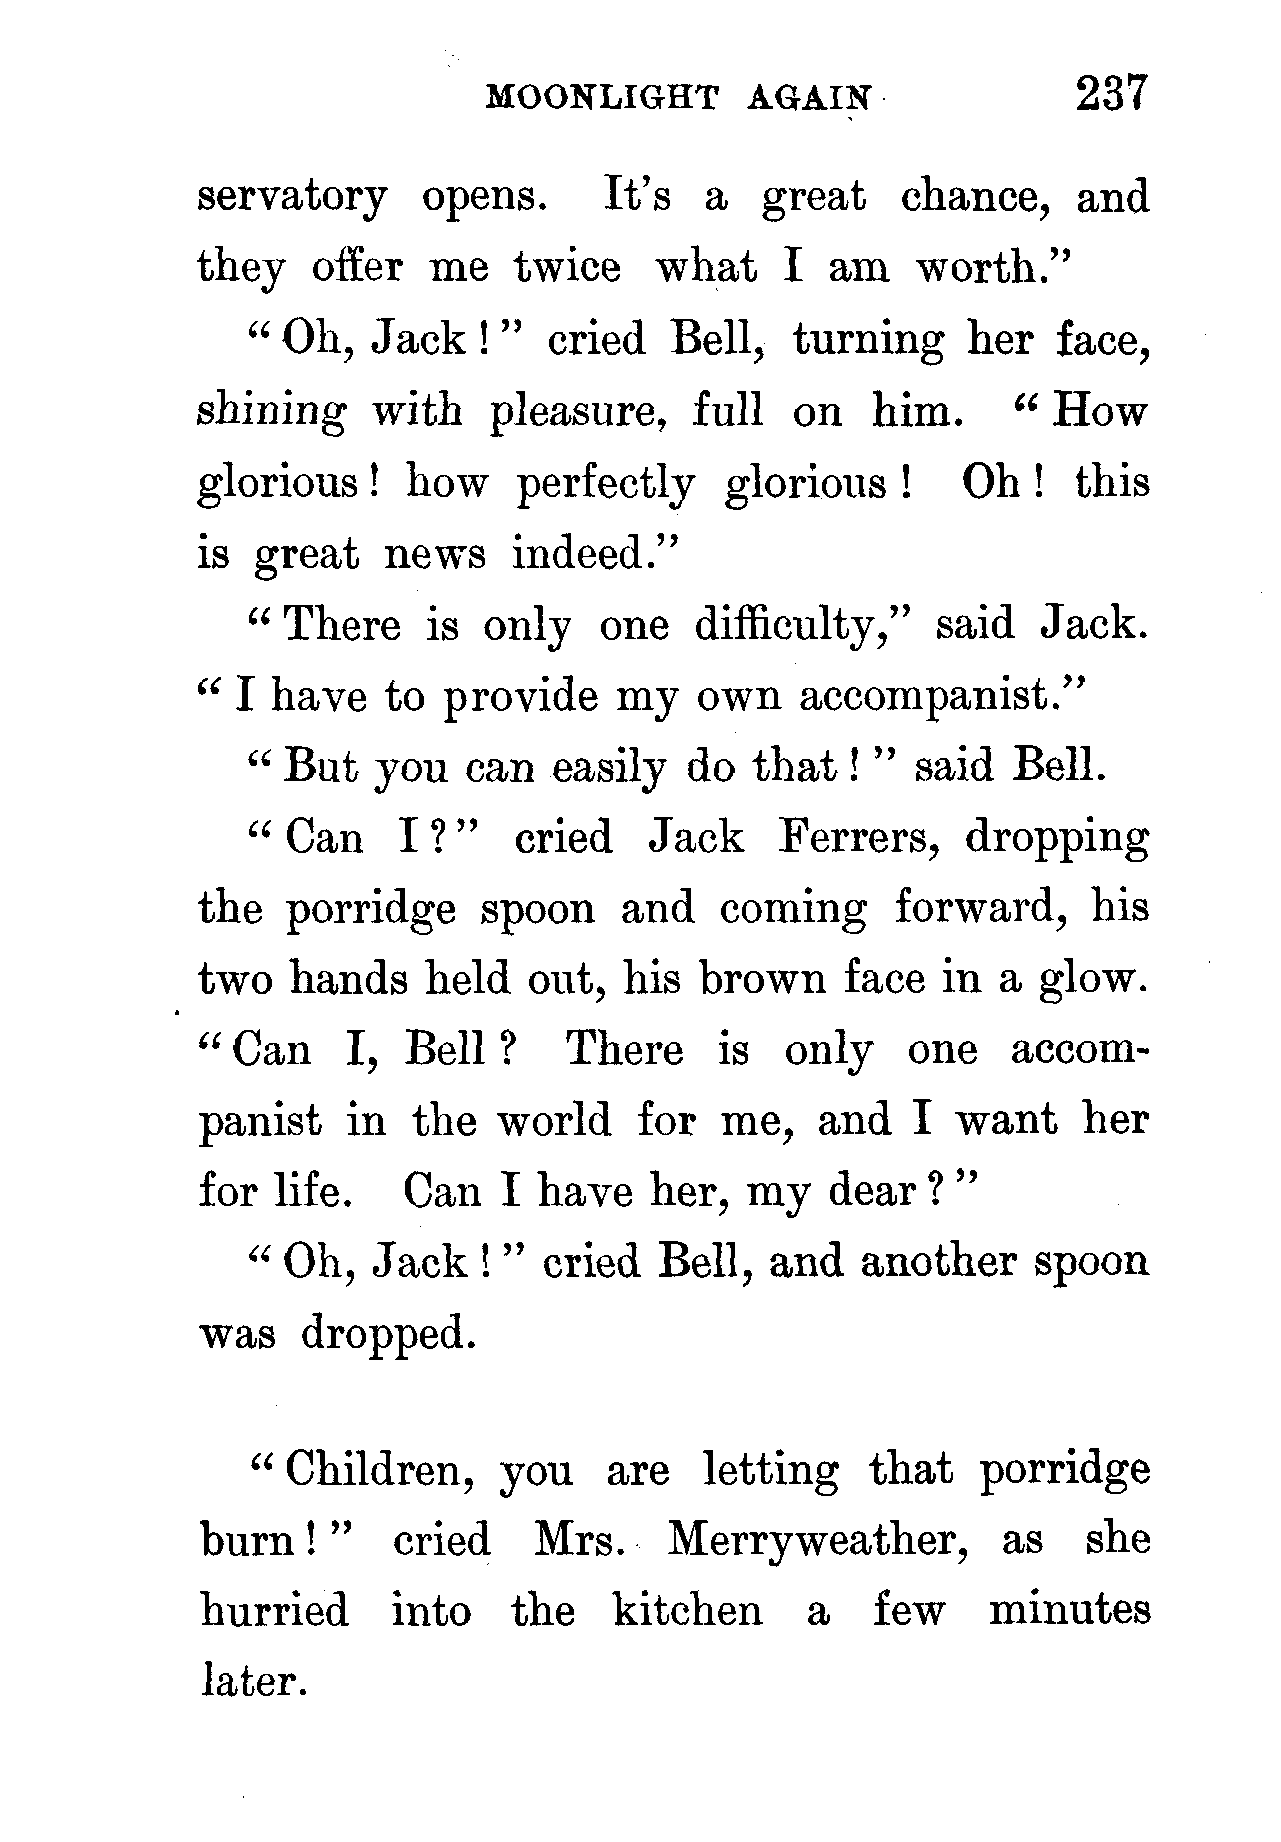 MOONLIGHT AGAIN 237
servatory opens. It's a great chance, and
they offer me twice what I am worth."
"Oh, Jack!" cried Bell, turning her face,
shining with pleasure, full on him. "How
glorious! how perfectly glorious! Oh! this
is great news indeed."
"There is only one difficulty," said Jack.
"I have to provide my own accompanist."
"But you can easily do that!" said Bell.
"Can I?" cried Jack Ferrers, dropping
the porridge spoon and coming forward, his
two hands held out, his brown face in a glow.
"Can I, Bell? There is only one accom-
panist in the world for me, and I want her
for life. Can I have her, my dear?"
"Oh, Jack!" cried Bell, and another spoon
was dropped.
"Children, you are letting that porridge
burn!" cried Mrs. Merryweather, as she
hurried into the kitchen a few minutes
later.